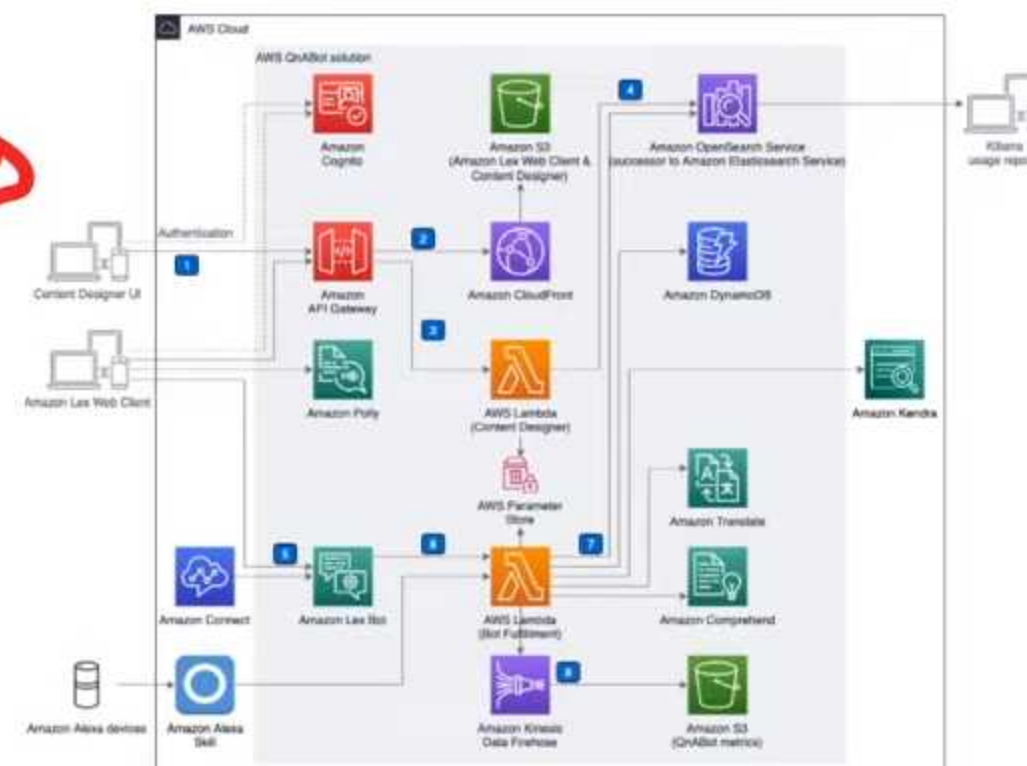 AWS Cloud
AWS QnABot solution
Amazon
Cognito
Amazon S3
(Amazon Lex Web Client &
Content Designer)
4
Amazon OpenSearch Service
(successor to Amazon Elasticsearch Service)
Kibana
usage
Authentication
1
Content Designer UI
Amazon
API Gateway
2
Amazon CloudFront
Amazon DynamoDB
3
Amazon Lex Web Client
Amazon Polly
AWS Lambda
(Content Designer)
Amazon Kendra
AWS Parameter
Store
Amazon Translate
Amazon Connect
5
Amazon Lex Bot
6
AWS Lambda
(Bot Fulfillment)
7
Amazon Comprehend
Amazon Alexa devices
Amazon Alexa
Skill
Amazon Kinesis
Data Firehose
8
Amazon S3
(QnABot metrics)